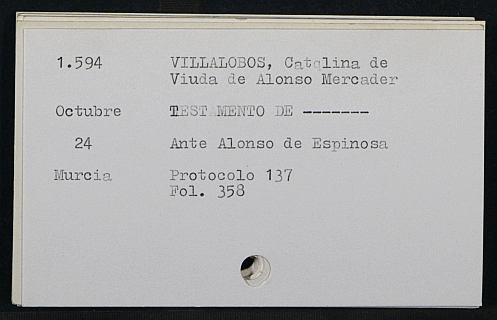 1.594 VILLALOBOS, Catalina de
Viuda de Alonso Mercader
Octubre TESTAMENTO DE -------
24 Ante Alonso de Espinosa
Murcia Protocolo 137
Fol. 358